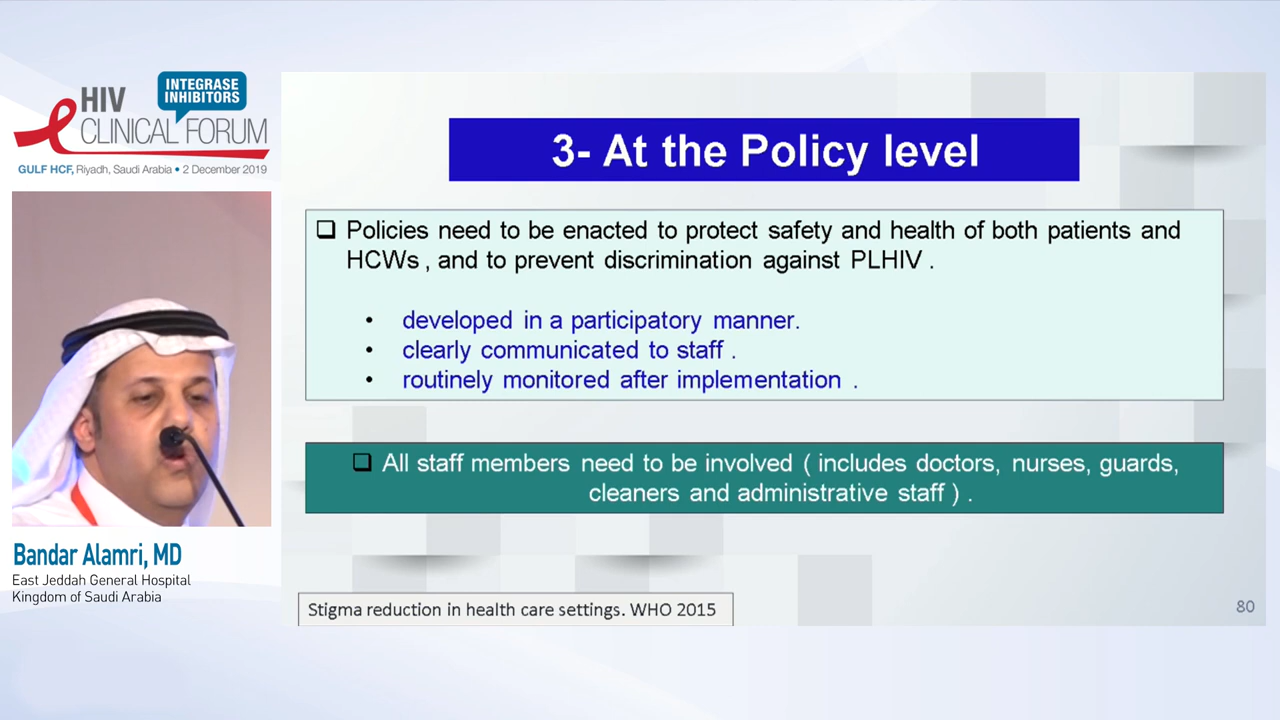 INTEGRASE
INHIBITORS
HIV
CLINICAL FORUM
GULF HCF, Riyadh, Saudi Arabia • 2 December 2019
3- At the Policy level
❑ Policies need to be enacted to protect safety and health of both patients and
HCWs , and to prevent discrimination against PLHIV .
• developed in a participatory manner.
• clearly communicated to staff .
• routinely monitored after implementation .
❑ All staff members need to be involved ( includes doctors, nurses, guards,
cleaners and administrative staff ) .
Bandar Alamri, MD
East Jeddah General Hospital
Kingdom of Saudi Arabia
Stigma reduction in health care settings. WHO 2015
80